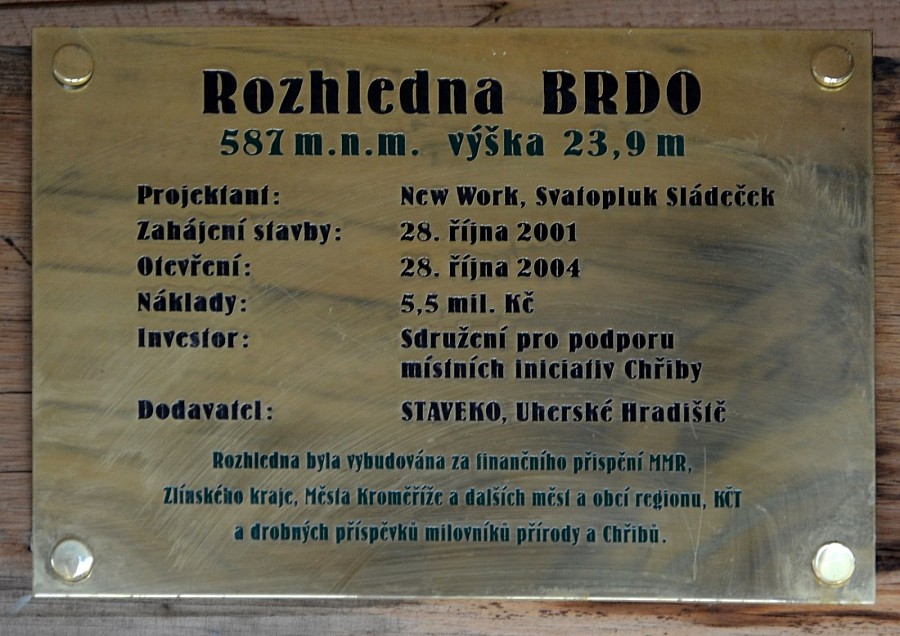 Rozhledna BRDO
587 m.n.m. výška 23,9 m
Projektant: New Work, Svatopluk Sládeček
Zahájení stavby: 28. října 2001
Otevření: 28. října 2004
Náklady: 5,5 mil. Kč
Investor: Sdružení pro podporu
místních iniciativ Chřiby
Dodavatel: STAVEKO, Uherské Hradiště
Rozhledna byla vybudována za finančního přispění MMR,
Zlínského kraje, Města Kroměříže a dalších měst a obcí regionu, KČT
a drobných příspěvků milovníků přírody a Chřibů.